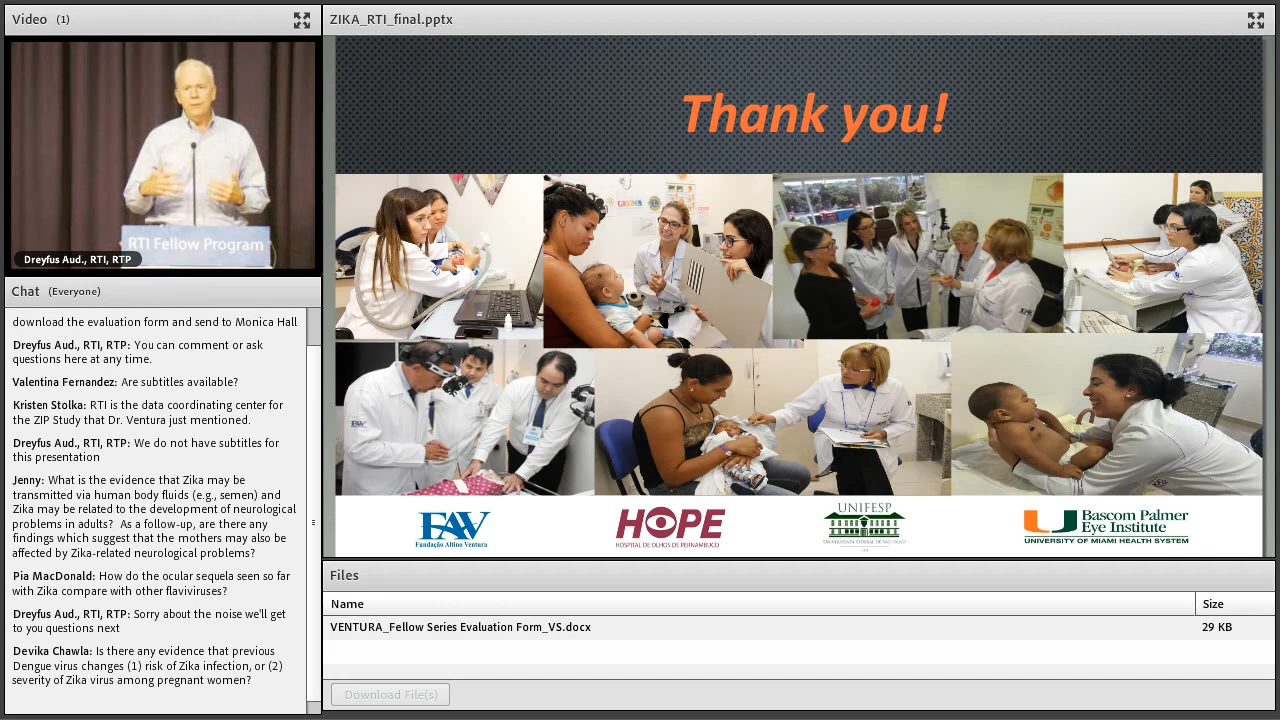 Video (1)
RTI Fellow Program
Dreyfus Aud., RTI, RTP
Chat (Everyone)
download the evaluation form and send to Monica Hall
Dreyfus Aud., RTI, RTP: You can comment or ask
questions here at any time.
Valentina Fernandez: Are subtitles available?
Kristen Stolka: RTI is the data coordinating center for
the ZIP Study that Dr. Ventura just mentioned.
Dreyfus Aud., RTI, RTP: We do not have subtitles for
this presentation
Jenny: What is the evidence that Zika may be
transmitted via human body fluids (e.g., semen) and
Zika may be related to the development of neurological
problems in adults? As a follow-up, are there any
findings which suggest that mothers may also be
affected by Zika-related neurological problems?
Pia MacDonald: How do the ocular sequela seen so far
with Zika compare with other flaviviruses?
Dreyfus Aud., RTI, RTP: Sorry about the noise we'll get
to you questions next
Devika Chawla: Is there any evidence that previous
Dengue virus changes (1) risk of Zika infection, or (2)
severity of Zika virus among pregnant women?
ZIKA_RTI_final.pptx
Thank you!
FAV
Fundação Altino Ventura
HOPE
HOSPITAL DE OLHOS DE PERNAMBUCO
UNIFESP
UNIVERSIDADE FEDERAL DE SÃO PAULO
Bascom Palmer
Eye Institute
UNIVERSITY OF MIAMI HEALTH SYSTEM
Files
Name Size
VENTURA_Fellow Series Evaluation Form_VS.docx 29 KB
Download File(s)